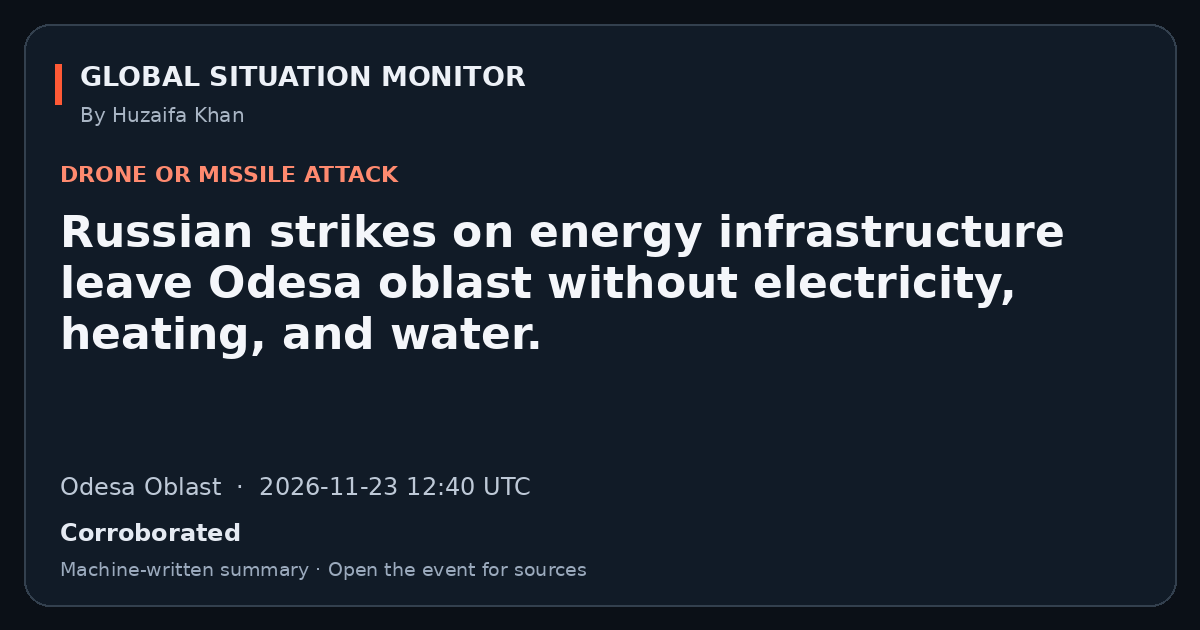 GLOBAL SITUATION MONITOR
By Huzaifa Khan
DRONE OR MISSILE ATTACK
Russian strikes on energy infrastructure
leave Odesa oblast without electricity,
heating, and water.
Odesa Oblast · 2026-11-23 12:40 UTC
Corroborated
Machine-written summary · Open the event for sources